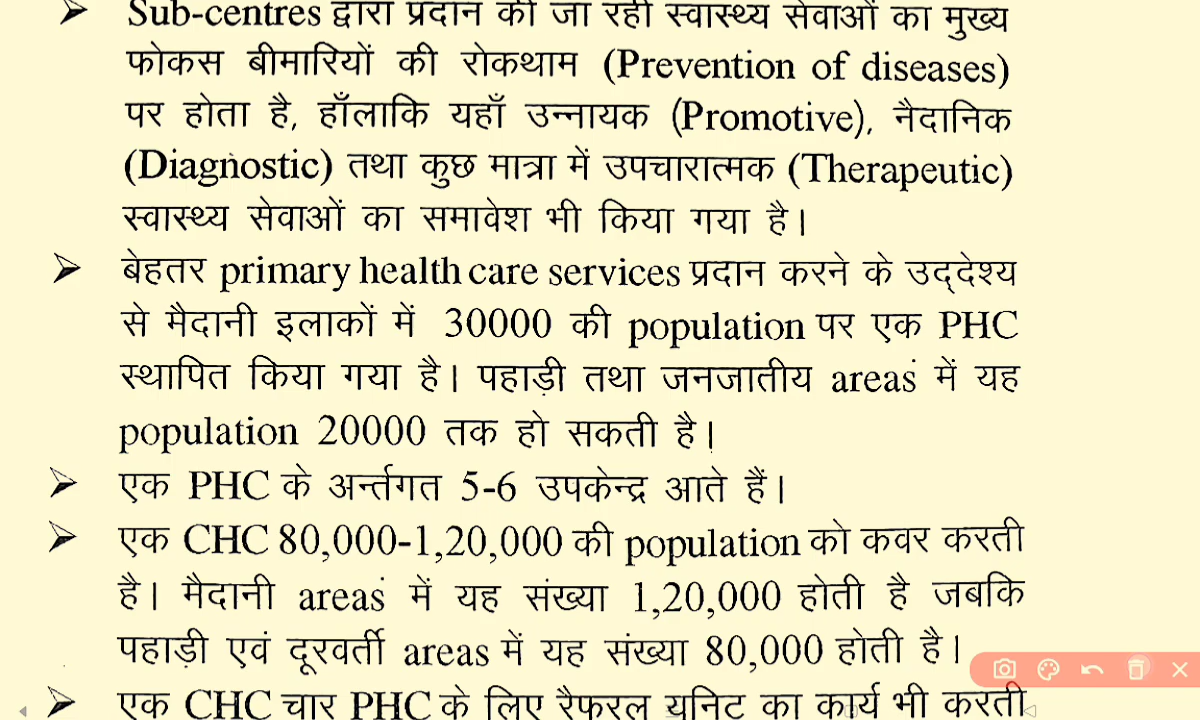 ➢ Sub-centres द्वारा प्रदान की जा रही स्वास्थ्य सेवाओं का मुख्य
फोकस बीमारियों की रोकथाम (Prevention of diseases)
पर होता है, हाँलाकि यहाँ उन्नायक (Promotive), नैदानिक
(Diagnostic) तथा कुछ मात्रा में उपचारात्मक (Therapeutic)
स्वास्थ्य सेवाओं का समावेश भी किया गया है।
➢ बेहतर primary health care services प्रदान करने के उद्देश्य
से मैदानी इलाकों में 30000 की population पर एक PHC
स्थापित किया गया है। पहाड़ी तथा जनजातीय areas में यह
population 20000 तक हो सकती है।
➢ एक PHC के अर्न्तगत 5-6 उपकेन्द्र आते हैं।
➢ एक CHC 80,000-1,20,000 की population को कवर करती
है। मैदानी areas में यह संख्या 1,20,000 होती है जबकि
पहाड़ी एवं दूरवर्ती areas में यह संख्या 80,000 होती है।
➢ एक CHC चार PHC के लिए रैफरल यूनिट का कार्य भी करती